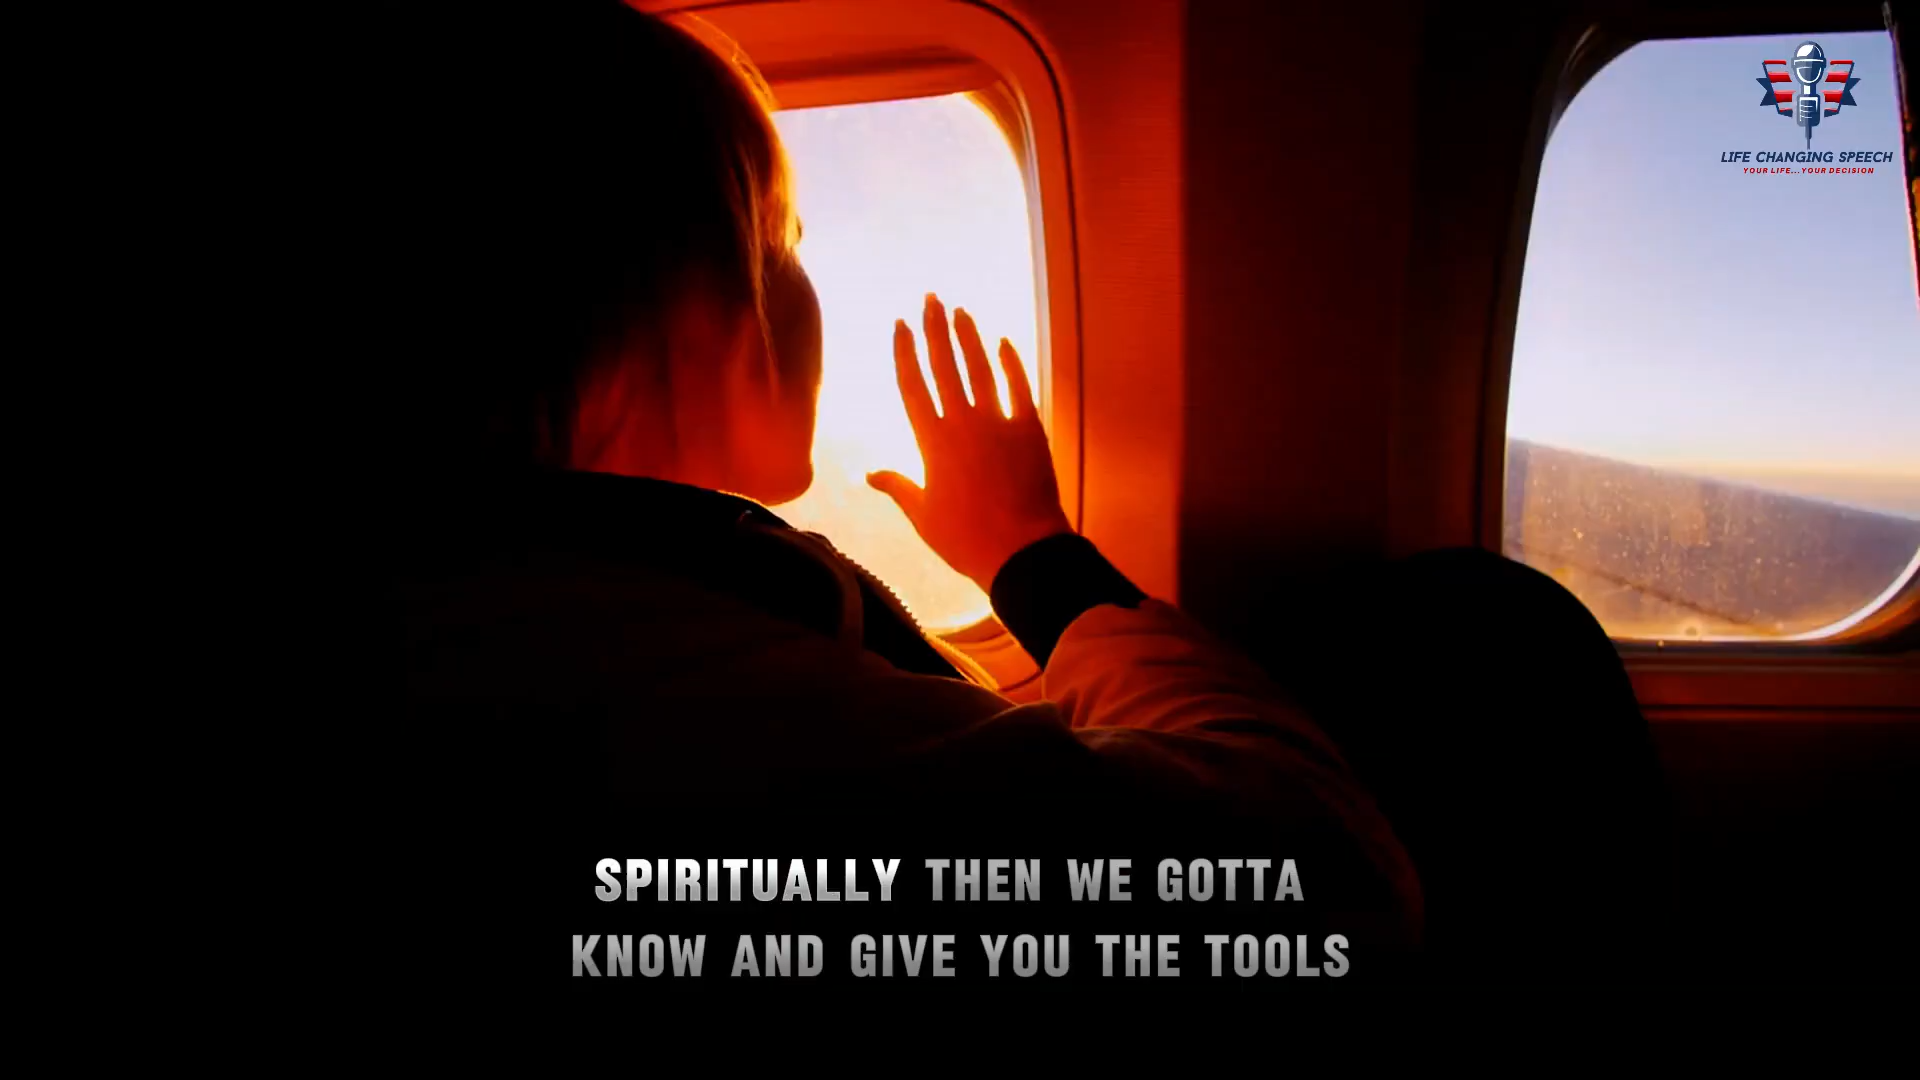 LIFE CHANGING SPEECH
YOUR LIFE...YOUR DECISION
SPIRITUALLY THEN WE GOTTA
KNOW AND GIVE YOU THE TOOLS